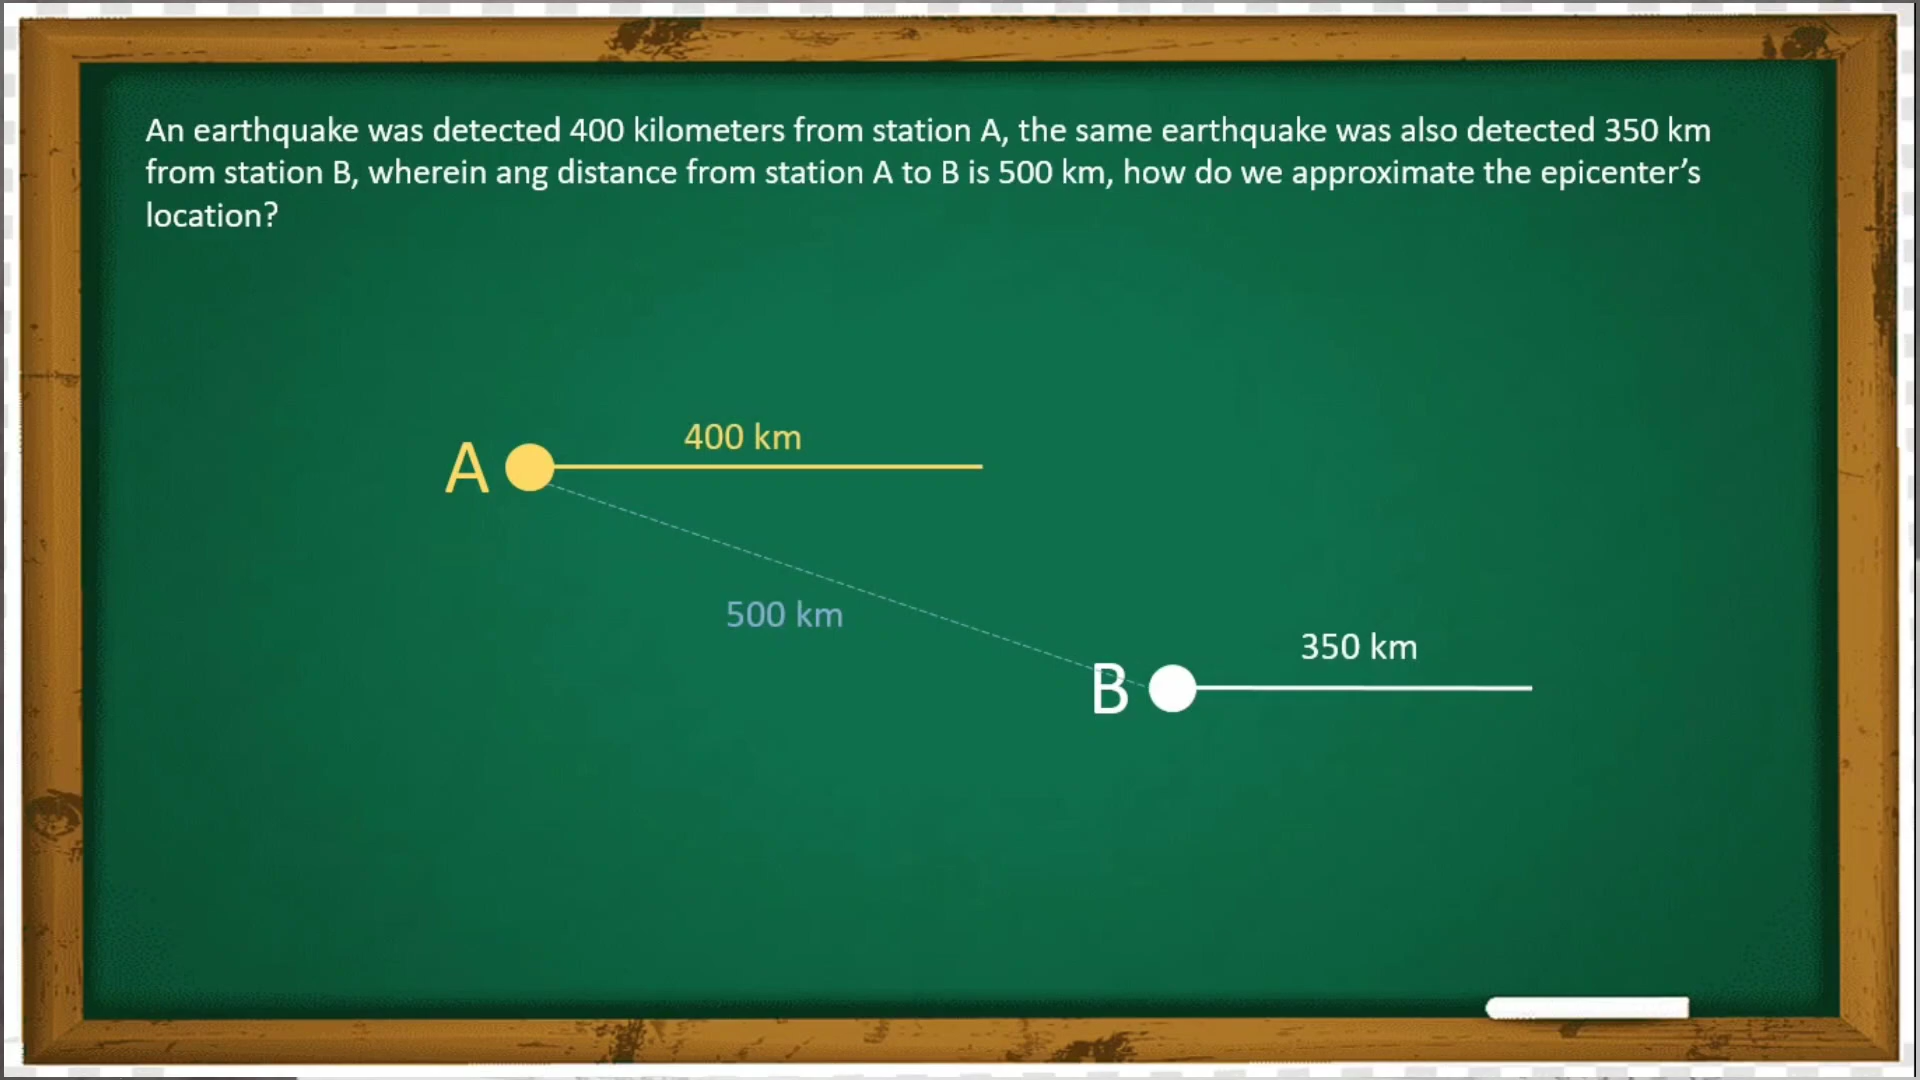 An earthquake was detected 400 kilometers from station A, the same earthquake was also detected 350 km
from station B, wherein ang distance from station A to B is 500 km, how do we approximate the epicenter’s
location?
400 km
A
500 km
350 km
B